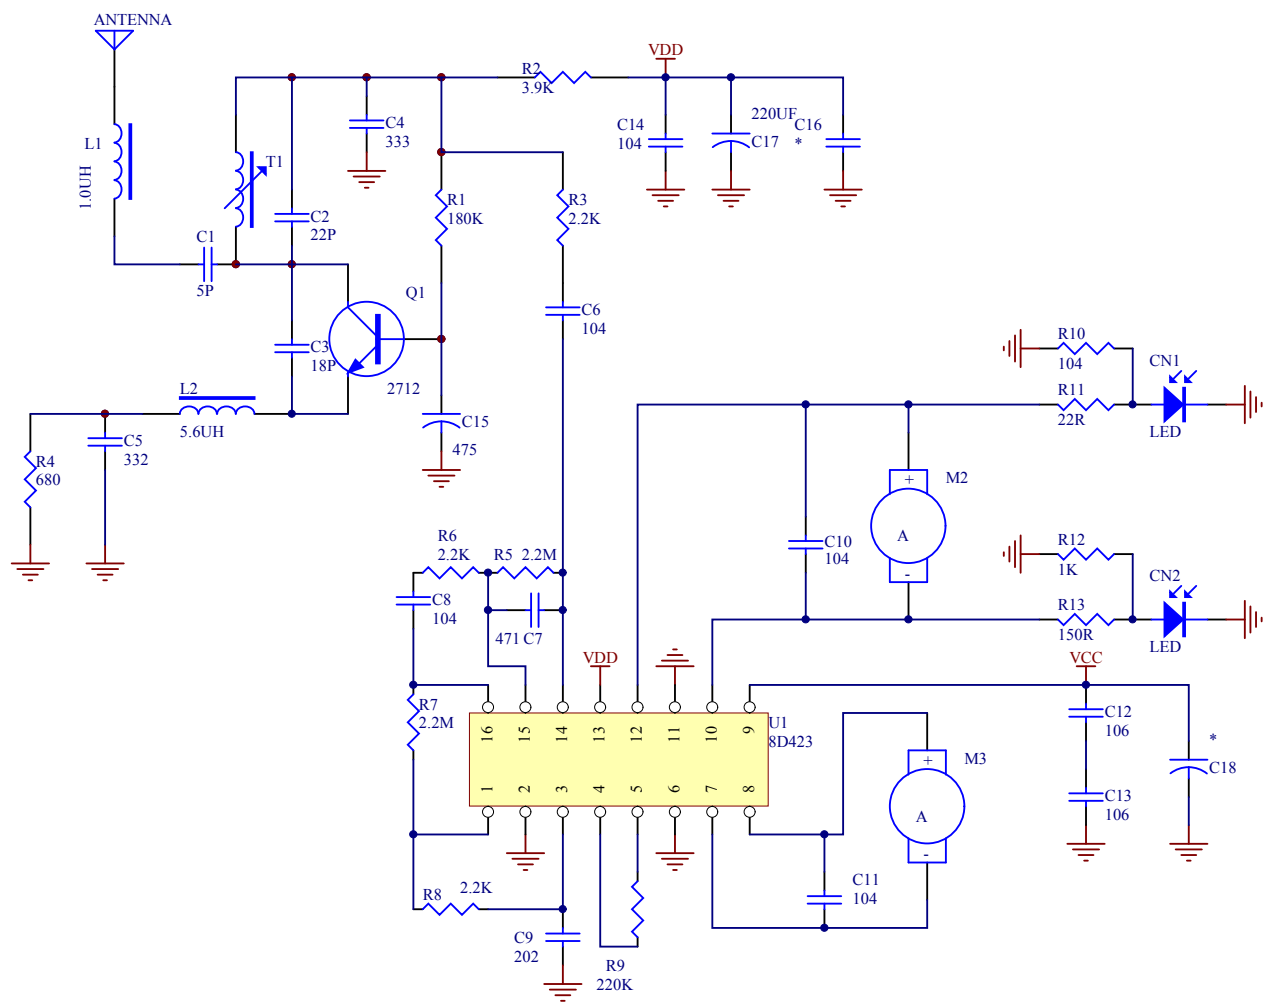 ANTENNA
VDD
R2
3.9K
220UF
C14
104
C17
C16
*
C4
333
L1
1.0UH
T1
R1
180K
R3
2.2K
C2
22P
C1
5P
Q1
C6
104
C3
18P
2712
L2
5.6UH
C15
475
C5
332
R4
680
R10
104
CN1
R11
22R
LED
M2
+
A
-
C10
104
R6
2.2K
R5
2.2M
R12
1K
CN2
C8
104
471
C7
R13
150R
LED
VDD
VCC
R7
2.2M
16
15
14
13
12
11
10
9
U1
8D423
1
2
3
4
5
6
7
8
C12
106
*
C18
M3
+
A
-
C13
106
R8
2.2K
C11
104
C9
202
R9
220K